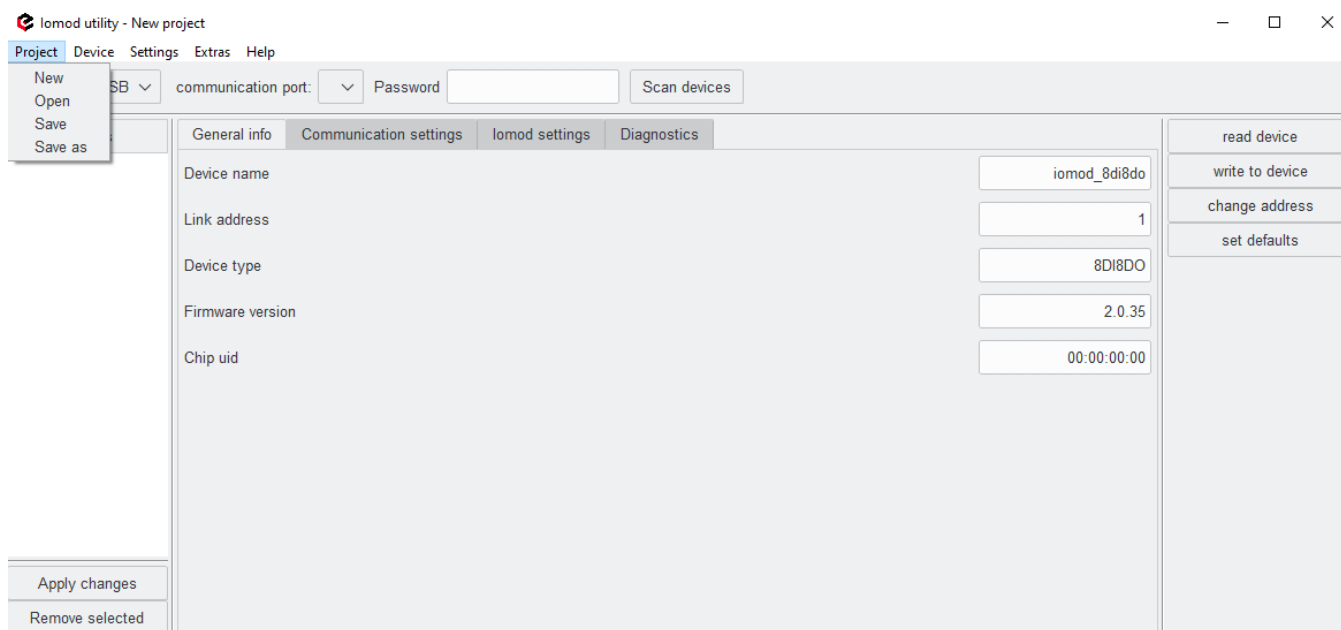 Iomod utility - New project
Project Device Settings Extras Help
New
Open
Save
Save as
SB communication port: Password Scan devices
General info Communication settings Iomod settings Diagnostics
Device name iomod_8di8do
Link address 1
Device type 8DI8DO
Firmware version 2.0.35
Chip uid 00:00:00:00
read device
write to device
change address
set defaults
Apply changes
Remove selected